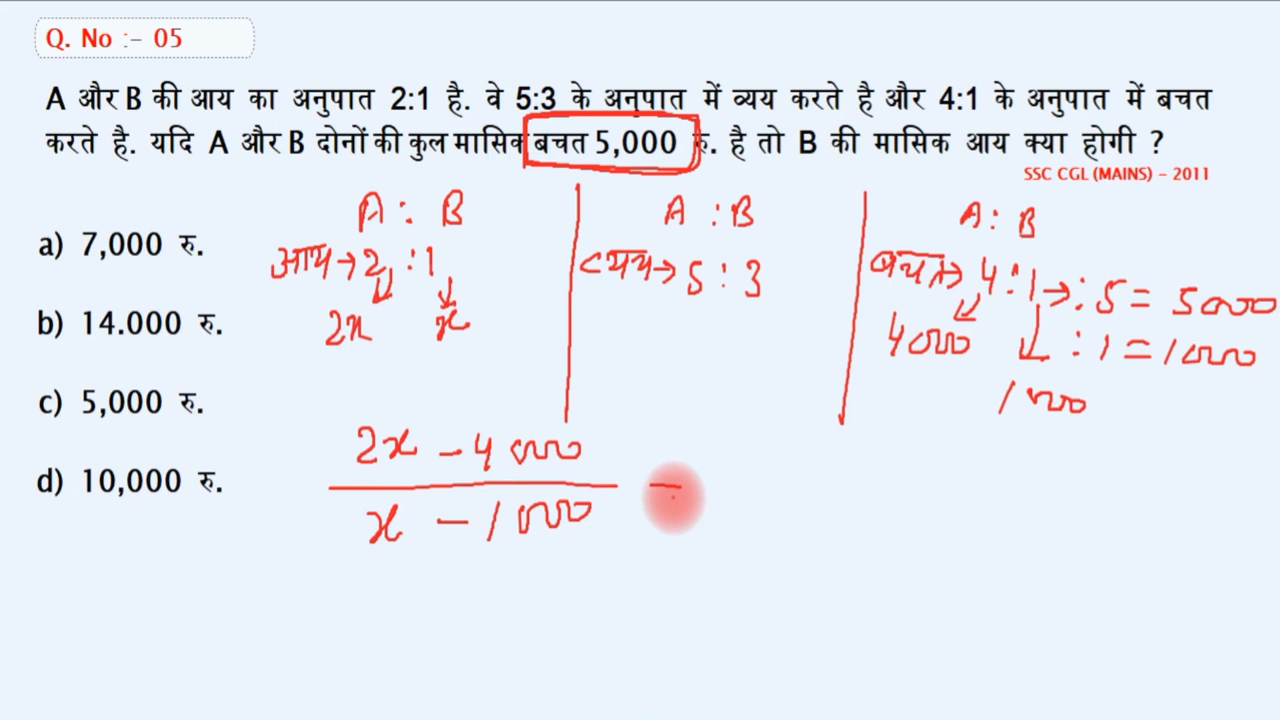 Q. No :- 05
A और B की आय का अनुपात 2:1 है. वे 5:3 के अनुपात में व्यय करते है और 4:1 के अनुपात में बचत
करते है. यदि A और B दोनों की कुल मासिक बचत 5,000 रु. है तो B की मासिक आय क्या होगी ?
SSC CGL (MAINS) - 2011
a) 7,000 रु.
b) 14.000 रु.
c) 5,000 रु.
d) 10,000 रु.
A : B
आय → 2 : 1
2x x
A : B
व्यय → 5 : 3
A : B
बचत → 4 : 1 → : 5 = 5000
4000 : 1 = 1000
1000
2x - 4000
x - 1000